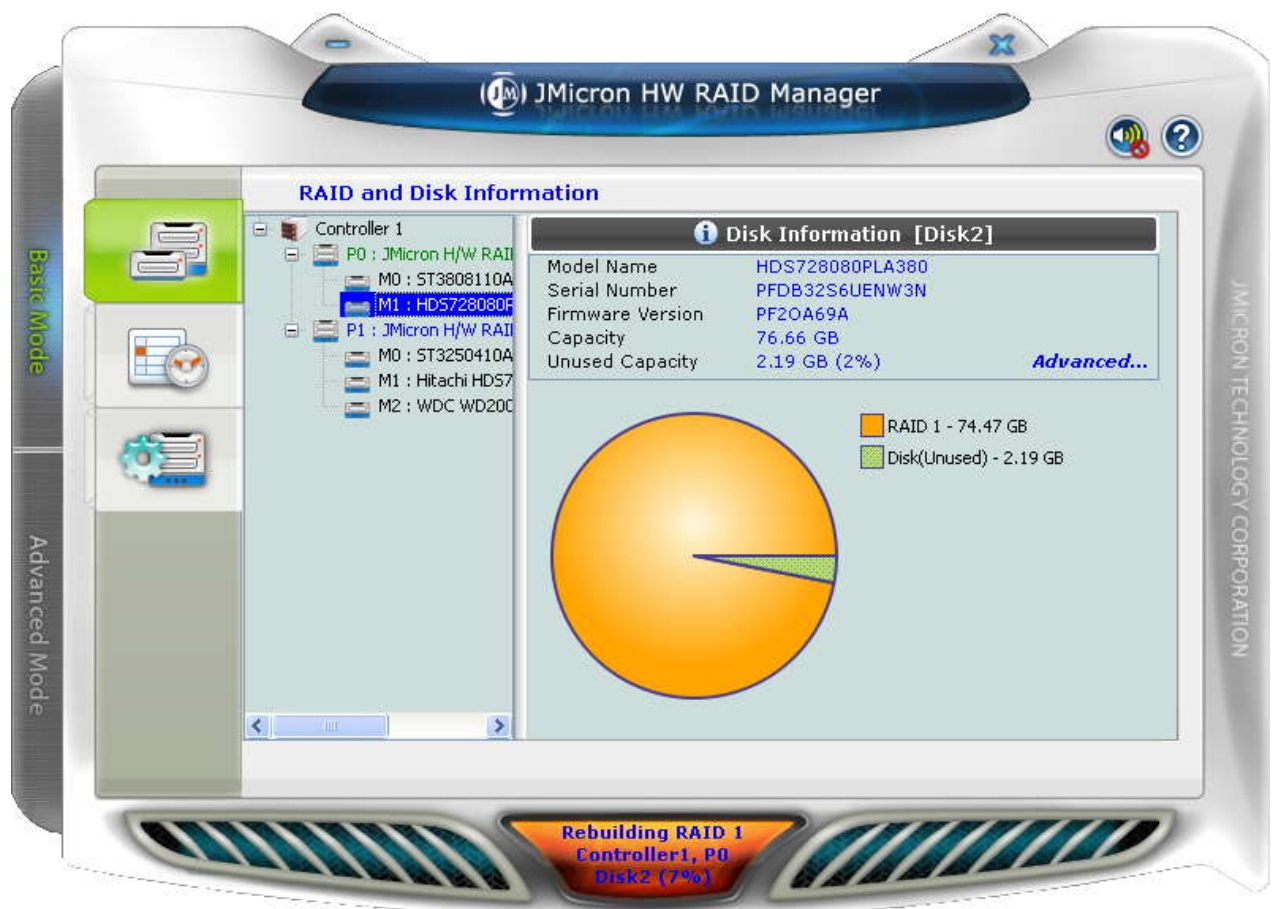 JMicron HW RAID Manager
Basic Mode
Advanced Mode
RAID and Disk Information
Controller 1
P0 : JMicron H/W RAI
M0 : ST3808110A
M1 : HDS728080P
P1 : JMicron H/W RAI
M0 : ST3250410A
M1 : Hitachi HDS7
M2 : WDC WD200
Disk Information [Disk2]
Model Name HDS728080PLA380
Serial Number PFDB32S6UENW3N
Firmware Version PF2OA69A
Capacity 76.66 GB
Unused Capacity 2.19 GB (2%) Advanced...
RAID 1 - 74.47 GB
Disk(Unused) - 2.19 GB
JMICRON TECHNOLOGY CORPORATION
Rebuilding RAID 1
Controller1, P0
Disk2 (7%)